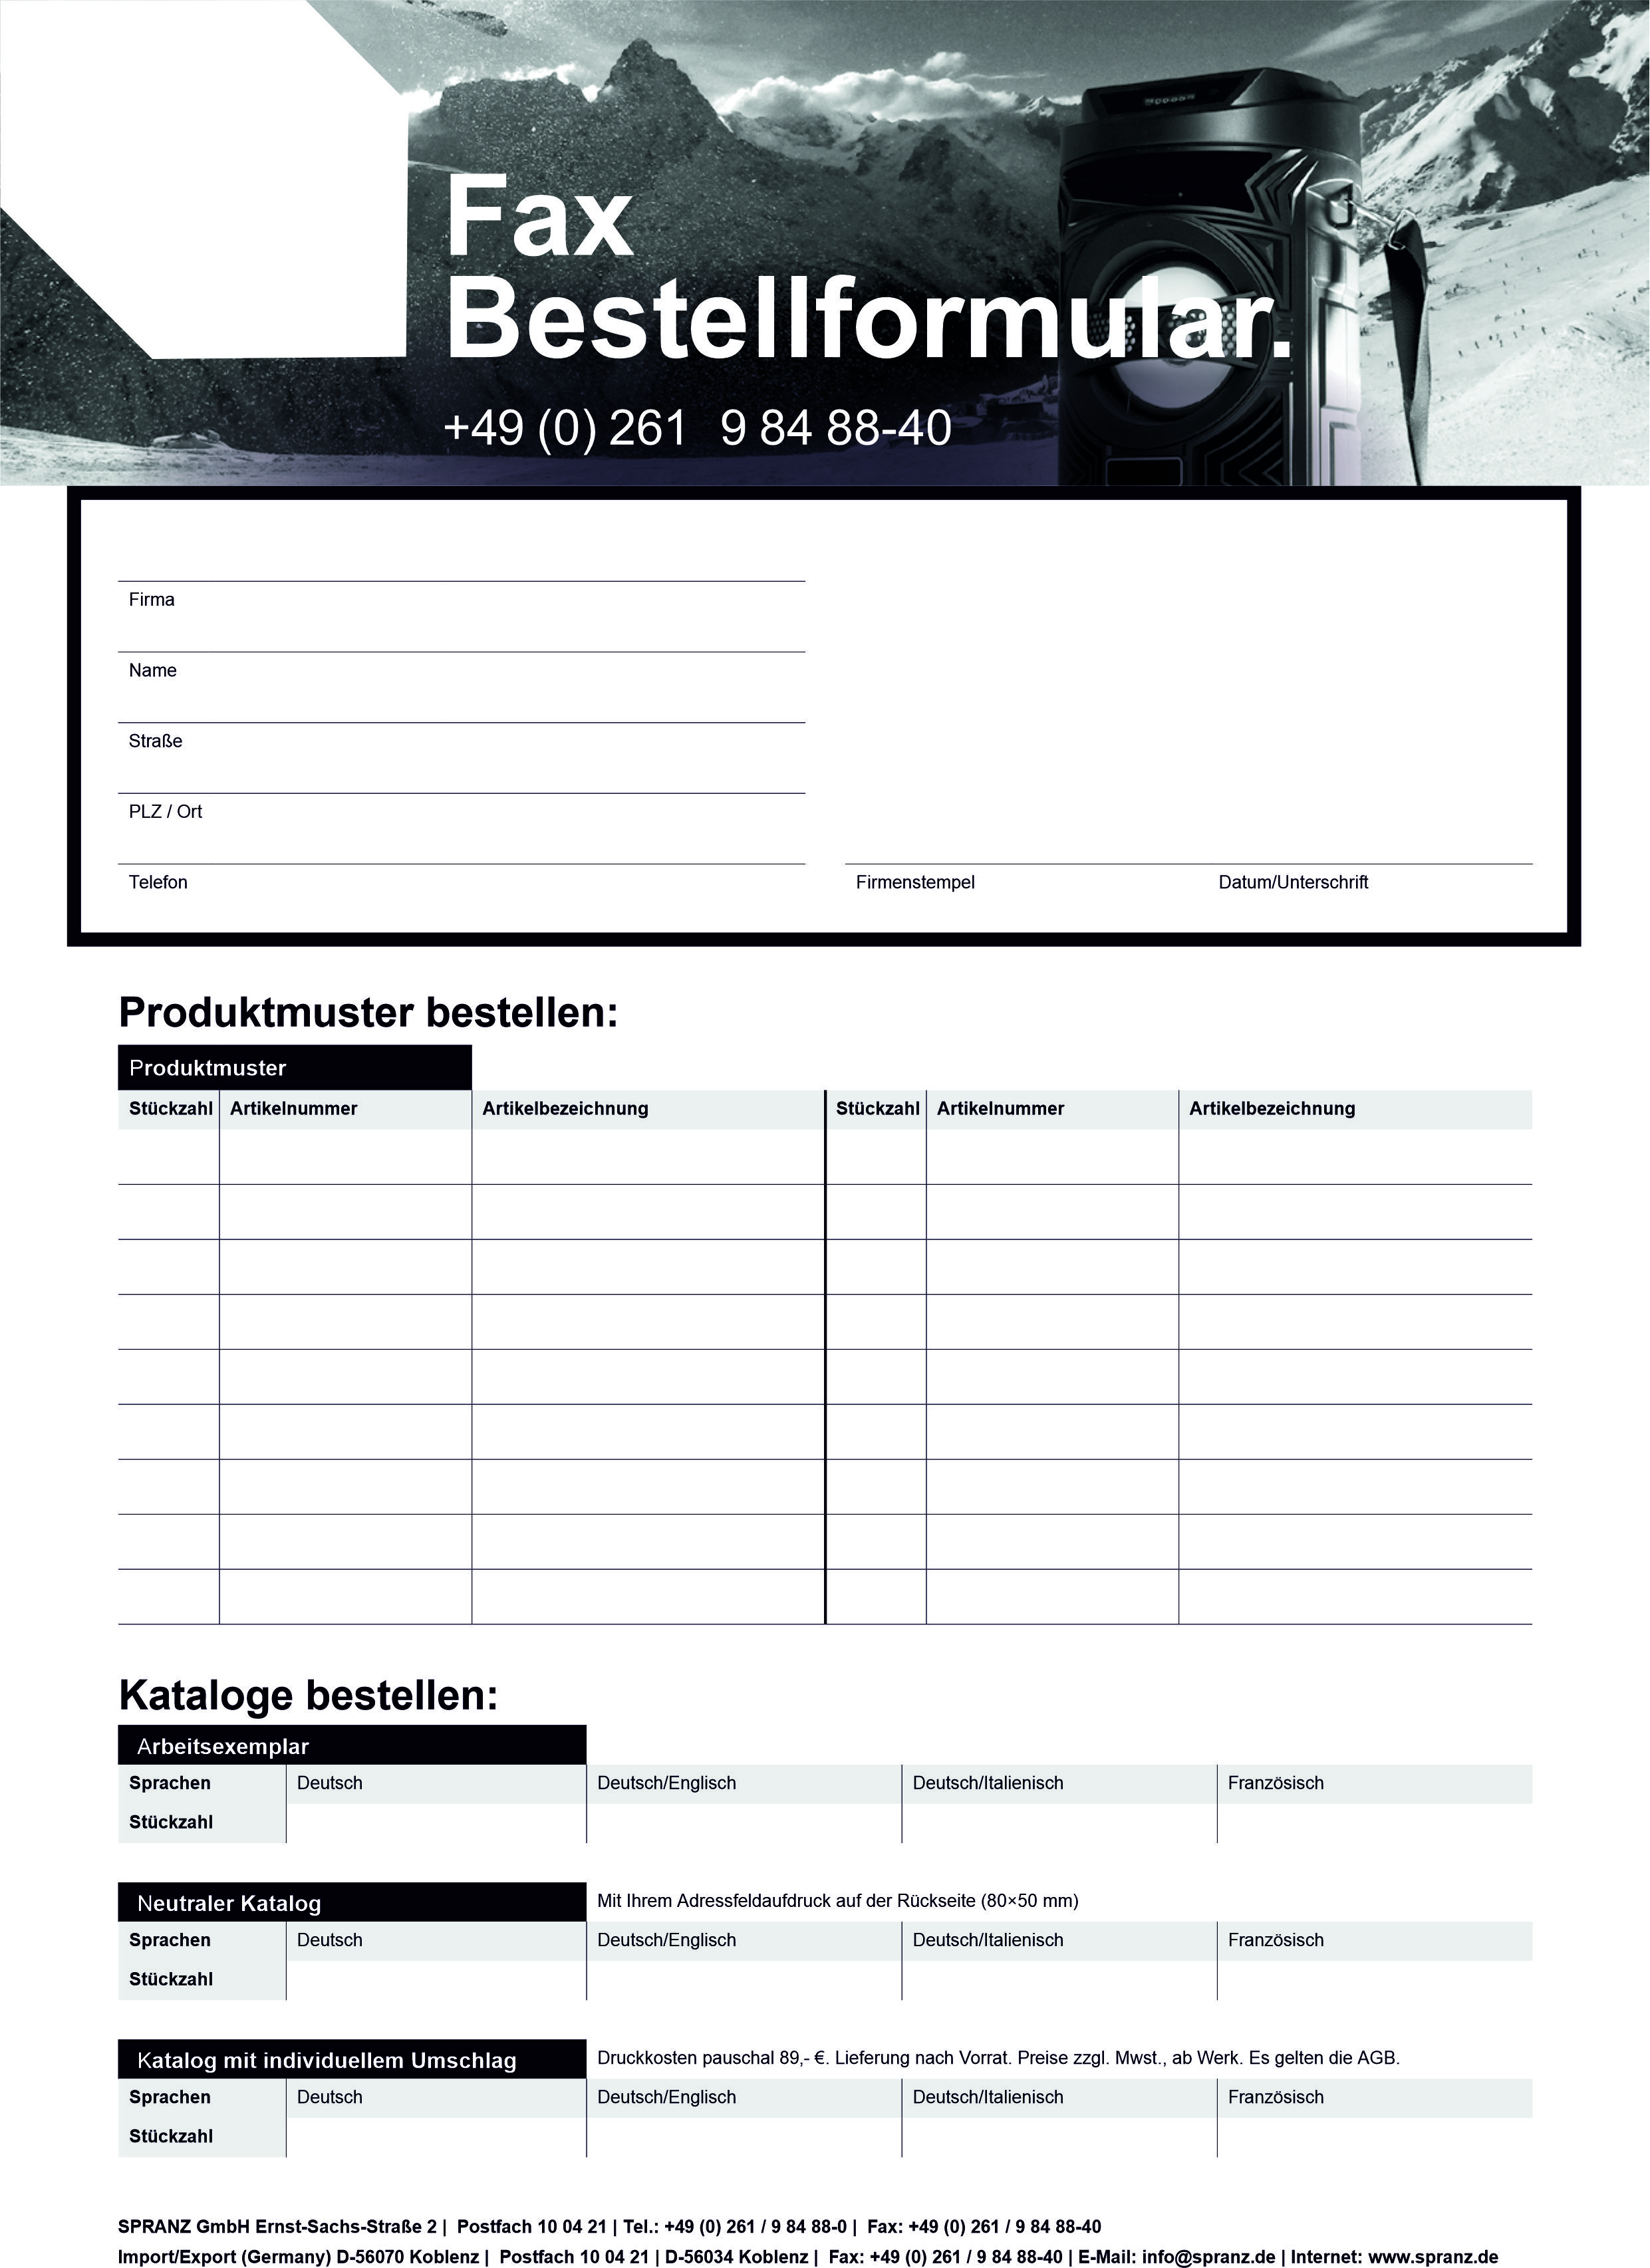 Fax
Bestellformular.
+49 (0) 261 9 84 88-40
Firma
Name
Straße
PLZ / Ort
Telefon
Firmenstempel Datum/Unterschrift
Produktmuster bestellen:
Produktmuster
Stückzahl Artikelnummer Artikelbezeichnung Stückzahl Artikelnummer Artikelbezeichnung
Kataloge bestellen:
Arbeitsexemplar
Sprachen Deutsch Deutsch/Englisch Deutsch/Italienisch Französisch
Stückzahl
Neutraler Katalog Mit Ihrem Adressfeldaufdruck auf der Rückseite (80×50 mm)
Sprachen Deutsch Deutsch/Englisch Deutsch/Italienisch Französisch
Stückzahl
Katalog mit individuellem Umschlag Druckkosten pauschal 89,- €. Lieferung nach Vorrat. Preise zzgl. Mwst., ab Werk. Es gelten die AGB.
Sprachen Deutsch Deutsch/Englisch Deutsch/Italienisch Französisch
Stückzahl
SPRANZ GmbH Ernst-Sachs-Straße 2 | Postfach 10 04 21 | Tel.: +49 (0) 261 / 9 84 88-0 | Fax: +49 (0) 261 / 9 84 88-40
Import/Export (Germany) D-56070 Koblenz | Postfach 10 04 21 | D-56034 Koblenz | Fax: +49 (0) 261 / 9 84 88-40 | E-Mail: info@spranz.de | Internet: www.spranz.de